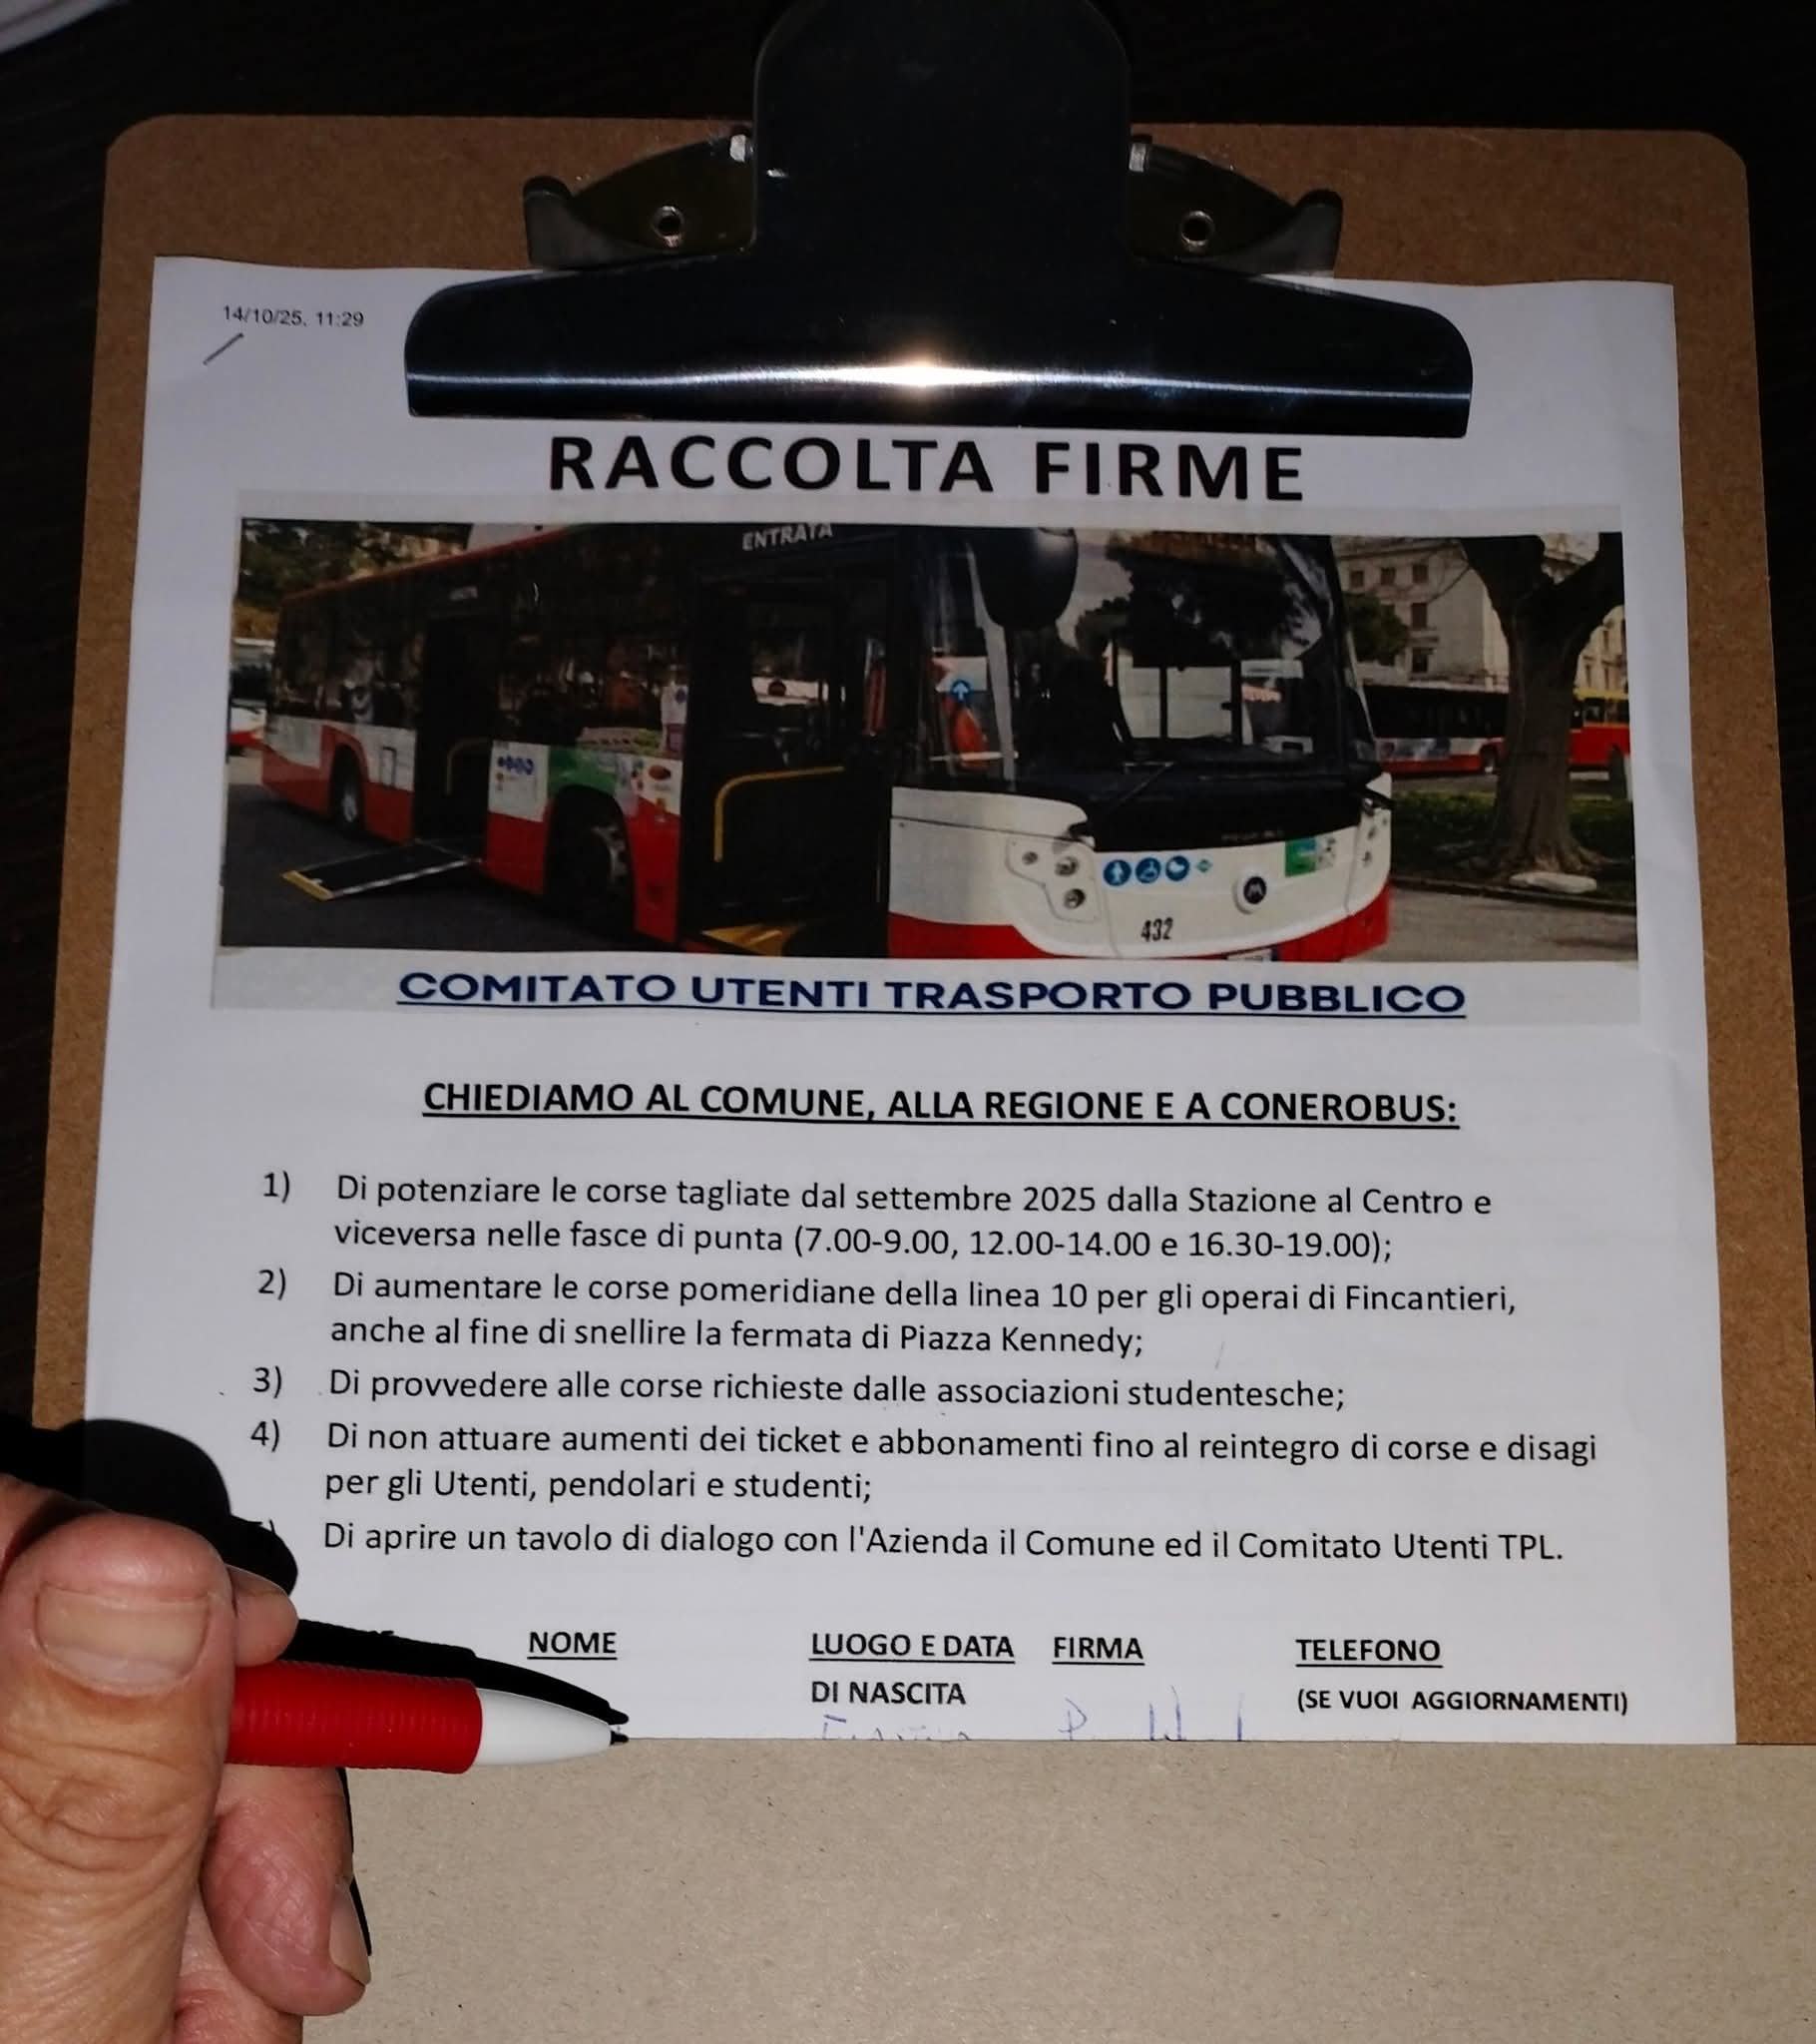 14/10/25, 11:29
RACCOLTA FIRME
ENTRATA
432
COMITATO UTENTI TRASPORTO PUBBLICO
CHIEDIAMO AL COMUNE, ALLA REGIONE E A CONEROBUS:
1) Di potenziare le corse tagliate dal settembre 2025 dalla Stazione al Centro e
viceversa nelle fasce di punta (7.00-9.00, 12.00-14.00 e 16.30-19.00);
2) Di aumentare le corse pomeridiane della linea 10 per gli operai di Fincantieri,
anche al fine di snellire la fermata di Piazza Kennedy;
3) Di provvedere alle corse richieste dalle associazioni studentesche;
4) Di non attuare aumenti dei ticket e abbonamenti fino al reintegro di corse e disagi
per gli Utenti, pendolari e studenti;
Di aprire un tavolo di dialogo con l'Azienda il Comune ed il Comitato Utenti TPL.
NOME LUOGO E DATA FIRMA TELEFONO
DI NASCITA (SE VUOI AGGIORNAMENTI)